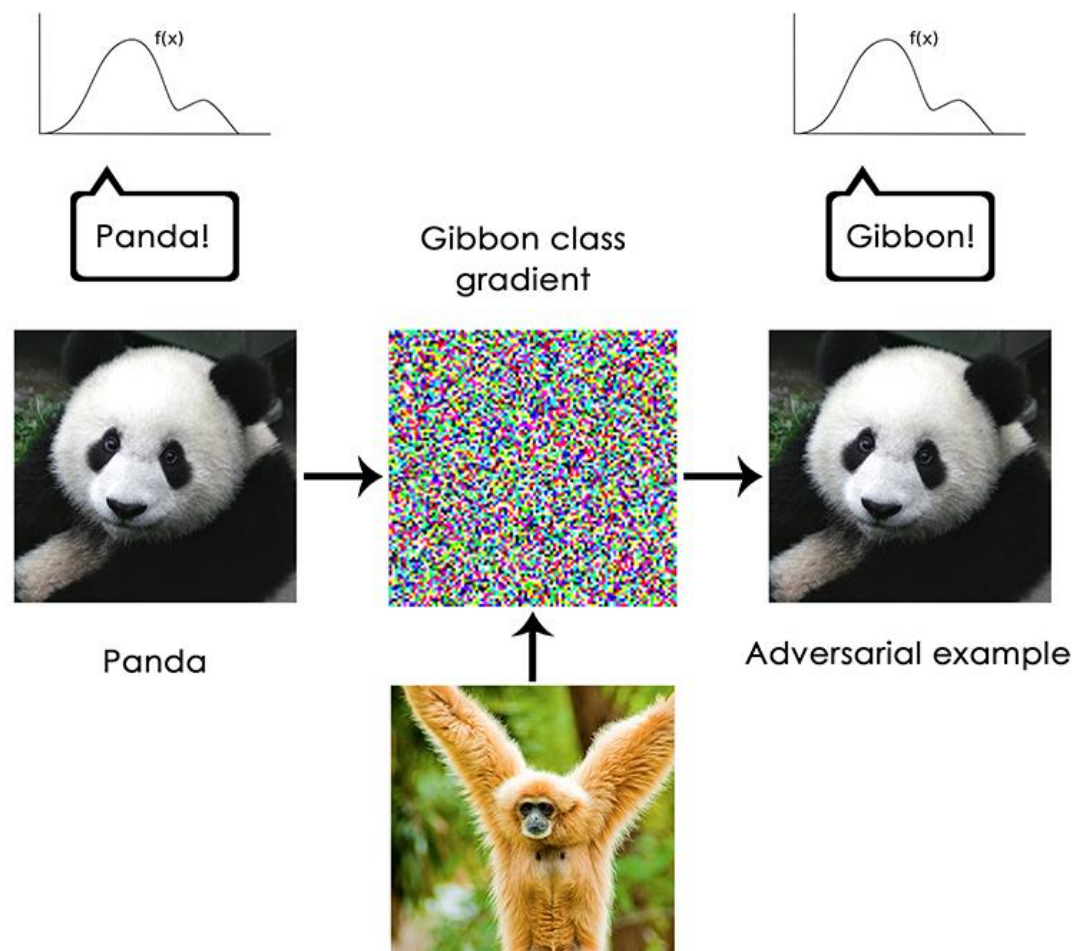 f(x)
f(x)
Panda!
Gibbon class
gradient
Gibbon!
Panda
Adversarial example